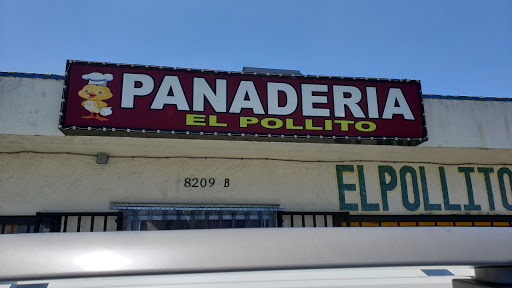 PANADERIA
EL POLLITO
8209 B
ELPOLLITO